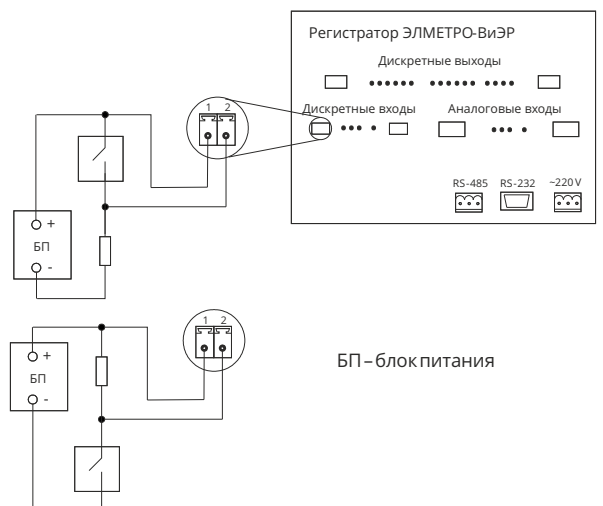 Регистратор ЭЛМЕТРО-ВиЭР
Дискретные выходы
Дискретные входы Аналоговые входы
RS-485 RS-232 ~220 V
1 2
+
БП
-
1 2
+
БП
-
БП – блок питания